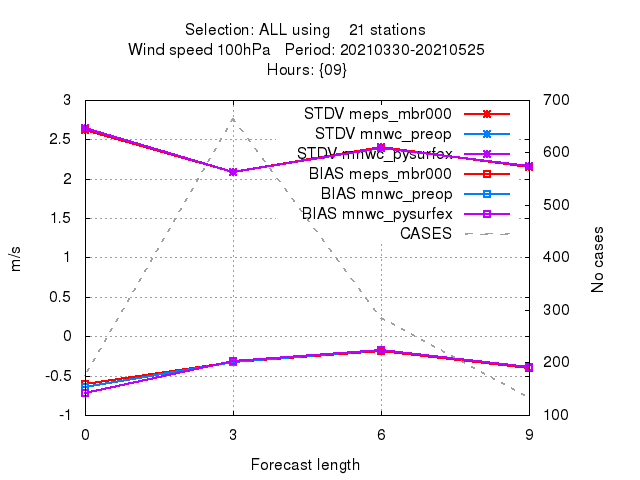 Selection: ALL using    21 stations
Wind speed 100hPa   Period: 20210330-20210525
Hours: {09}
3
2.5
2
1.5
1
0.5
0
-0.5
-1
m/s
700
600
500
400
300
200
100
No cases
STDV meps_mbr000
STDV mnwc_preop
STDV mnwc_pysurfex
BIAS meps_mbr000
BIAS mnwc_preop
BIAS mnwc_pysurfex
CASES
0 3 6 9
Forecast length